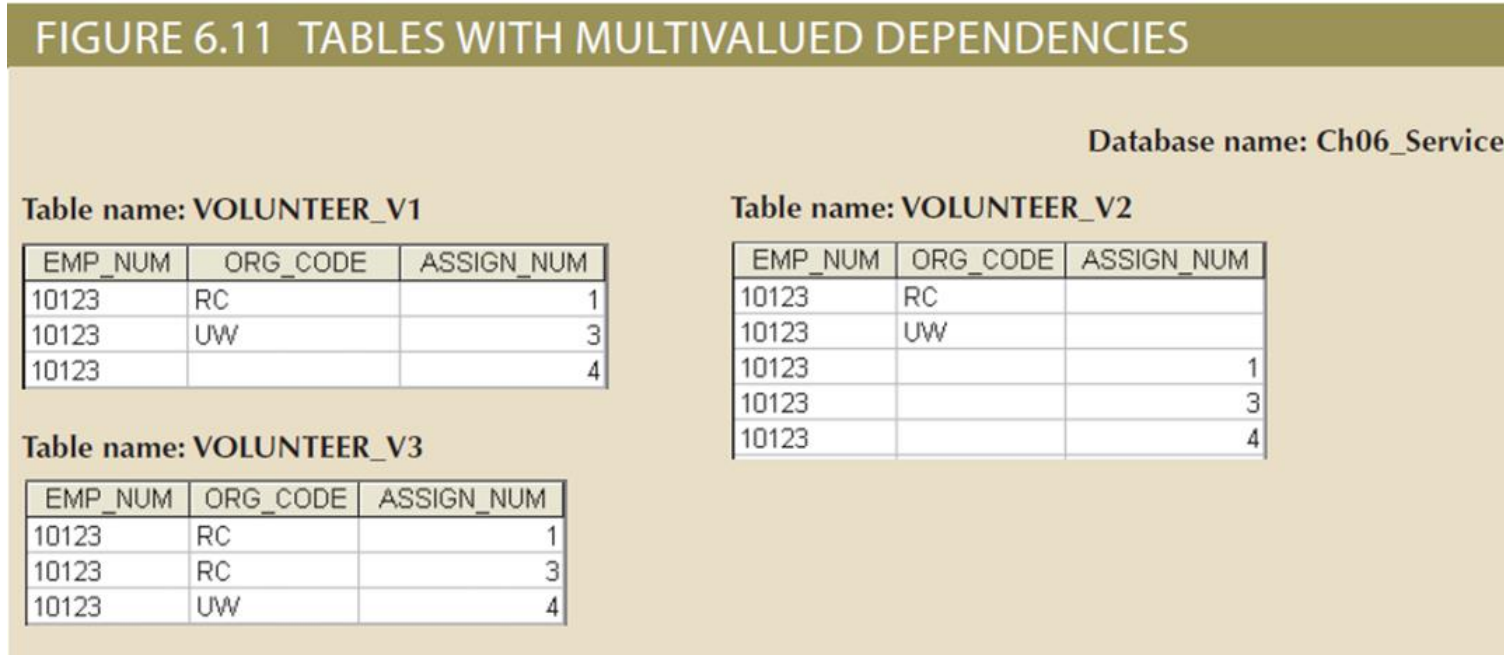 FIGURE 6.11 TABLES WITH MULTIVALUED DEPENDENCIES
Database name: Ch06_Service
Table name: VOLUNTEER_V1
EMP_NUM ORG_CODE ASSIGN_NUM
10123 RC 1
10123 UW 3
10123 4
Table name: VOLUNTEER_V2
EMP_NUM ORG_CODE ASSIGN_NUM
10123 RC
10123 UW
10123 1
10123 3
10123 4
Table name: VOLUNTEER_V3
EMP_NUM ORG_CODE ASSIGN_NUM
10123 RC 1
10123 RC 3
10123 UW 4